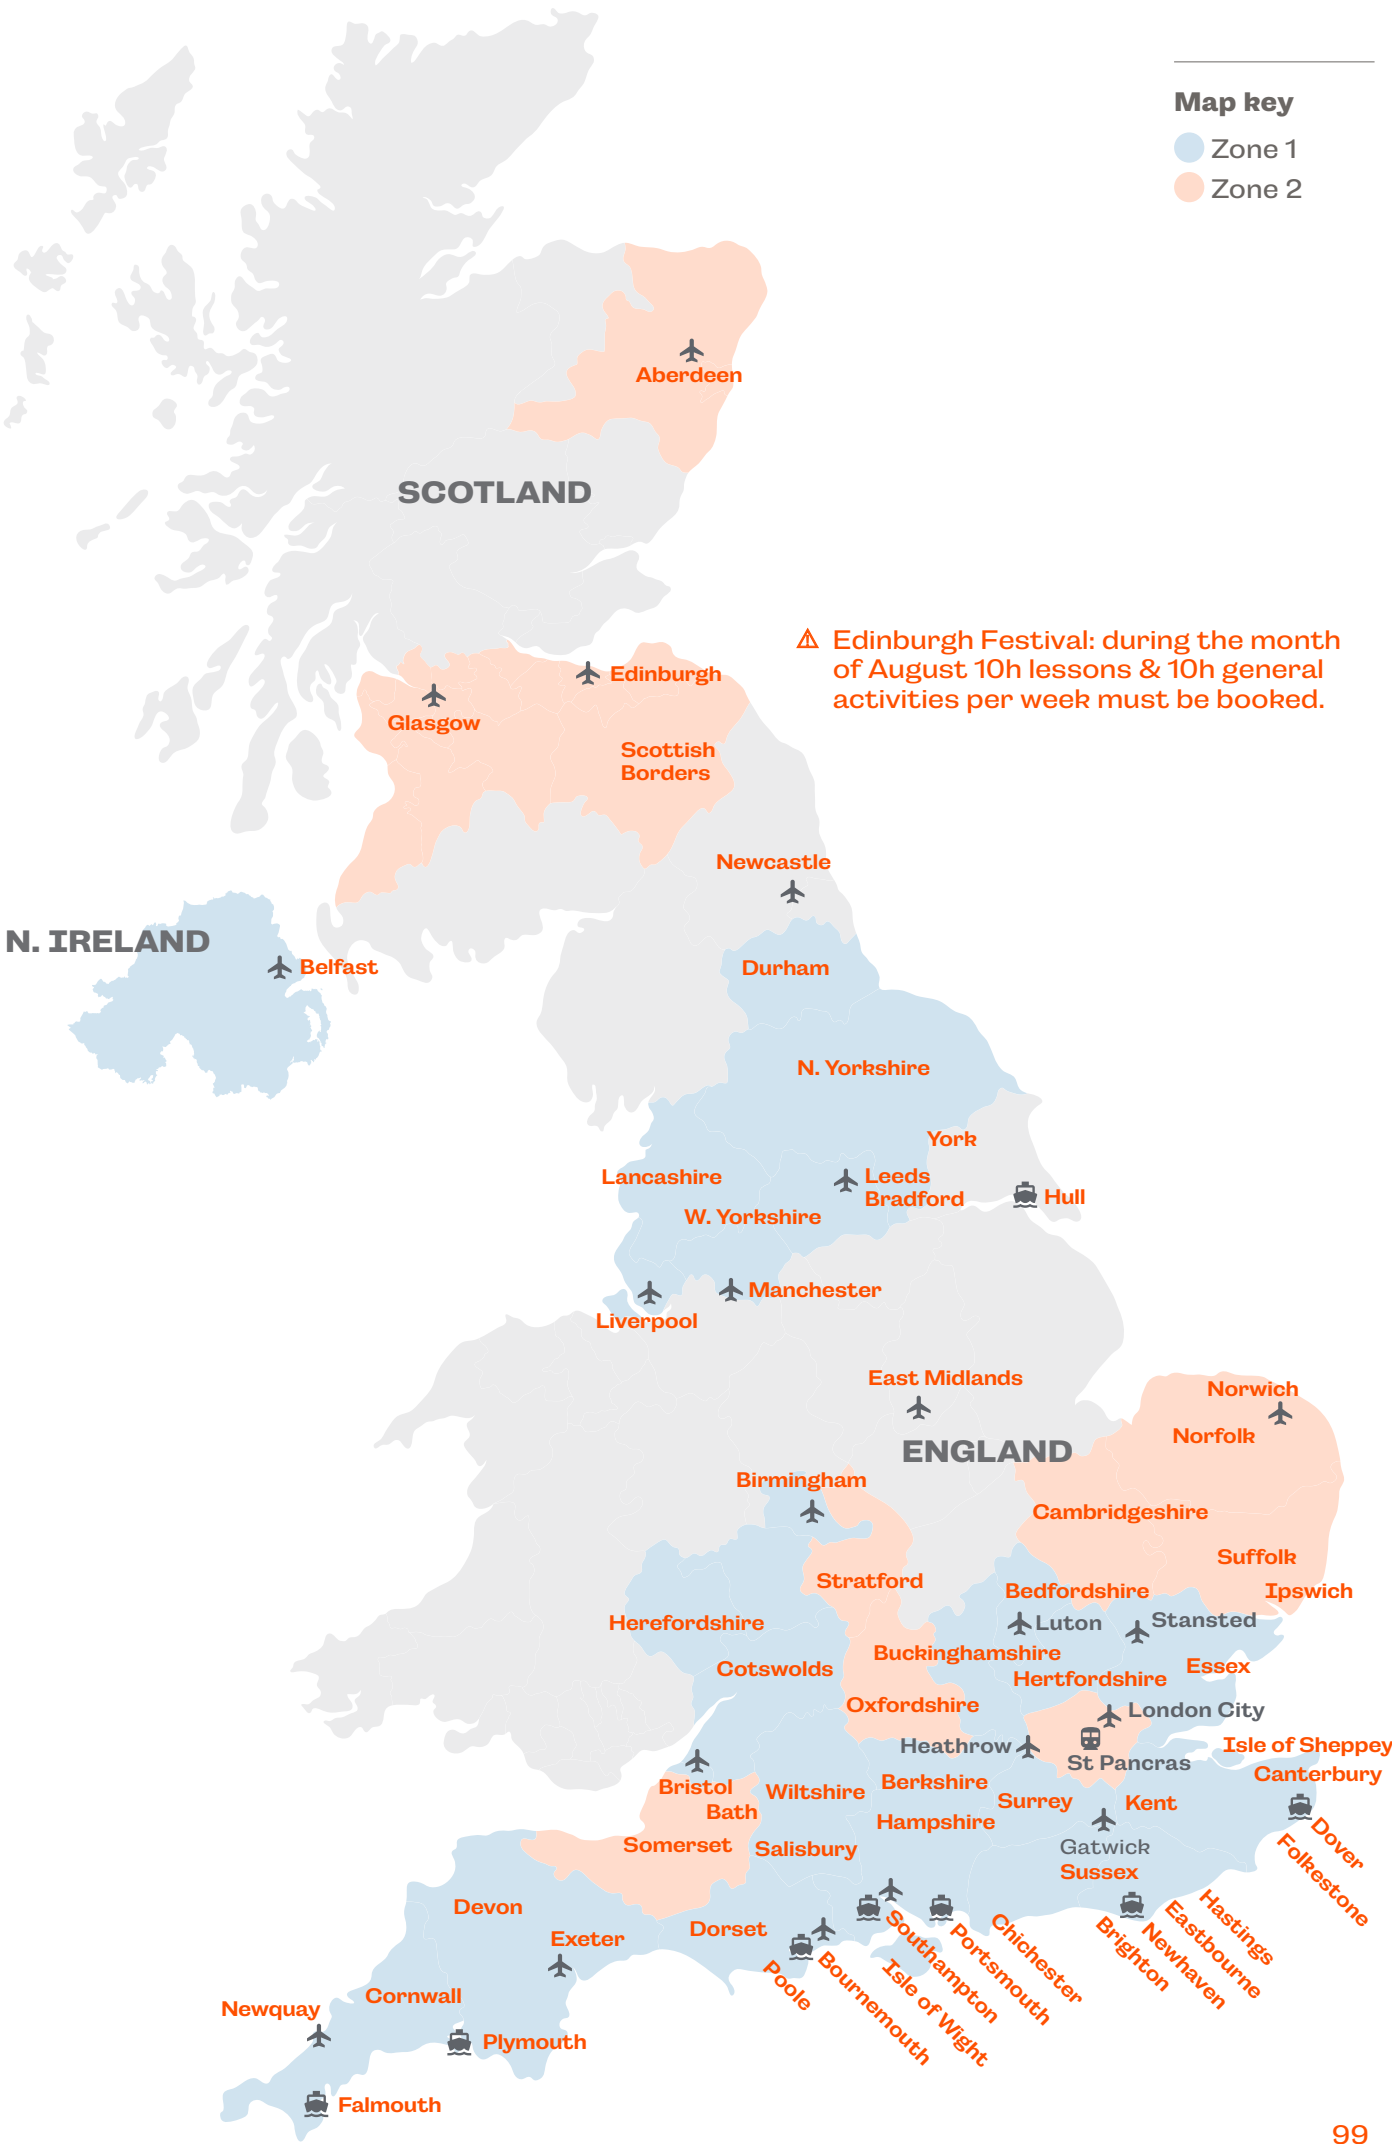 Map key
Zone 1
Zone 2
Aberdeen
SCOTLAND
⚠ Edinburgh Festival: during the month
of August 10h lessons & 10h general
activities per week must be booked.
Edinburgh
Glasgow
Scottish
Borders
Newcastle
N. IRELAND
Belfast
Durham
N. Yorkshire
York
Lancashire
Leeds
Bradford
Hull
W. Yorkshire
Manchester
Liverpool
East Midlands
Norwich
Norfolk
ENGLAND
Birmingham
Cambridgeshire
Suffolk
Stratford
Bedfordshire
Ipswich
Herefordshire
Luton
Stansted
Buckinghamshire
Cotswolds
Hertfordshire
Essex
Oxfordshire
London City
Heathrow
Isle of Sheppey
St Pancras
Canterbury
Bristol
Wiltshire
Berkshire
Surrey
Kent
Bath
Hampshire
Dover
Somerset
Salisbury
Gatwick
Folkestone
Sussex
Devon
Dorset
Exeter
Hastings
Eastbourne
Newhaven
Brighton
Chichester
Portsmouth
Southampton
Isle of Wight
Bournemouth
Poole
Cornwall
Newquay
Plymouth
Falmouth
99